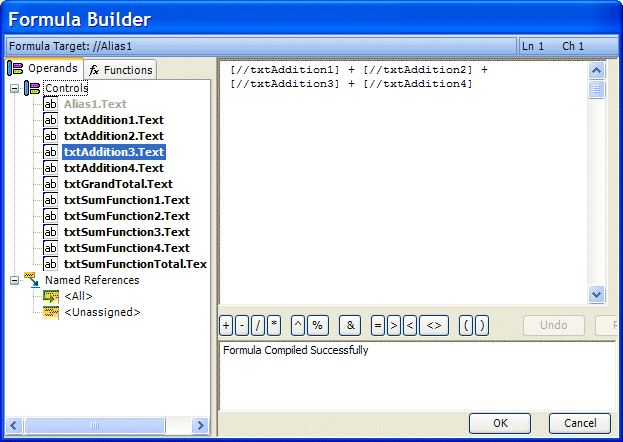 Formula Builder
Formula Target: //Alias1
Ln 1 Ch 1
Operands
fx Functions
Controls
ab Alias1.Text
ab txtAddition1.Text
ab txtAddition2.Text
ab txtAddition3.Text
ab txtAddition4.Text
ab txtGrandTotal.Text
ab txtSumFunction1.Text
ab txtSumFunction2.Text
ab txtSumFunction3.Text
ab txtSumFunction4.Text
ab txtSumFunctionTotal.Tex
Named References
<All>
<Unassigned>
[//txtAddition1] + [//txtAddition2] +
[//txtAddition3] + [//txtAddition4]
+ - / * ^ % & = > < <> ( )
Undo
Formula Compiled Successfully
OK Cancel